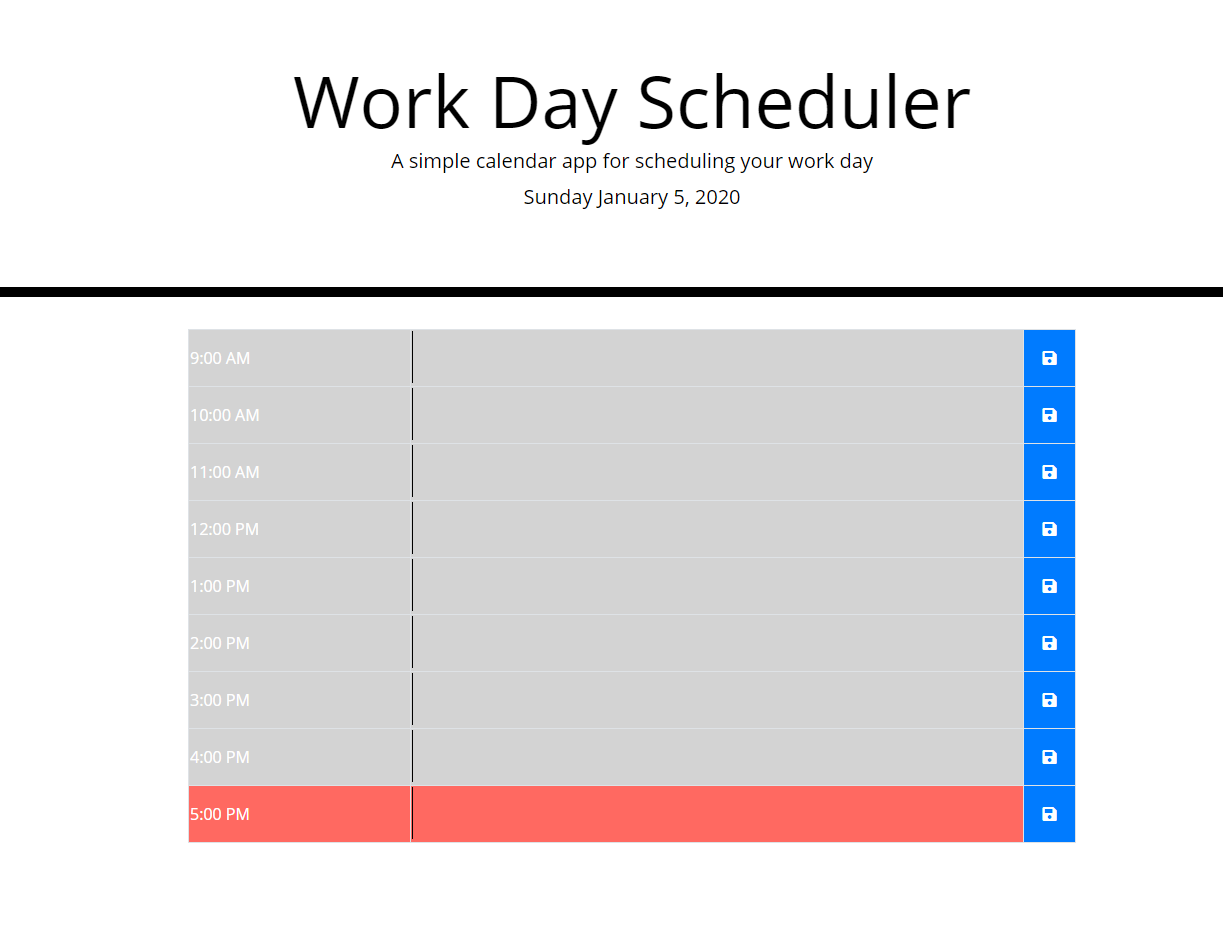 Work Day Scheduler
A simple calendar app for scheduling your work day
Sunday January 5, 2020
9:00 AM
10:00 AM
11:00 AM
12:00 PM
1:00 PM
2:00 PM
3:00 PM
4:00 PM
5:00 PM